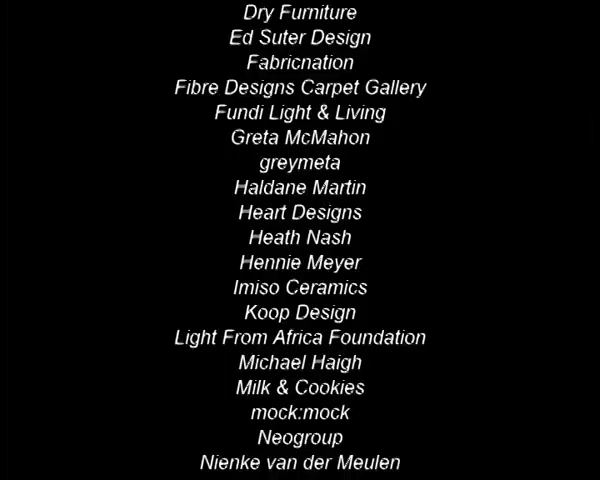 Dry Furniture
Ed Suter Design
Fabricnation
Fibre Designs Carpet Gallery
Fundi Light & Living
Greta McMahon
greymeta
Haldane Martin
Heart Designs
Heath Nash
Hennie Meyer
Imiso Ceramics
Koop Design
Light From Africa Foundation
Michael Haigh
Milk & Cookies
mock:mock
Neogroup
Nienke van der Meulen